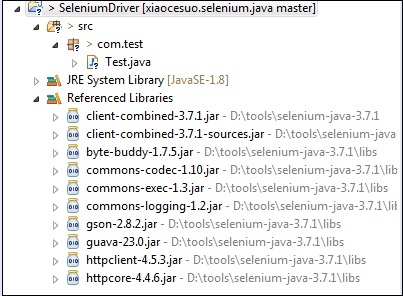 > SeleniumDriver [xiaocesuo.selenium.java master]
> src
> com.test
> Test.java
JRE System Library [JavaSE-1.8]
Referenced Libraries
client-combined-3.7.1.jar - D:\tools\selenium-java-3.7.1
client-combined-3.7.1-sources.jar - D:\tools\selenium-java
byte-buddy-1.7.5.jar - D:\tools\selenium-java-3.7.1\libs
commons-codec-1.10.jar - D:\tools\selenium-java-3.7.1\libs
commons-exec-1.3.jar - D:\tools\selenium-java-3.7.1\libs
commons-logging-1.2.jar - D:\tools\selenium-java-3.7.1\libs
gson-2.8.2.jar - D:\tools\selenium-java-3.7.1\libs
guava-23.0.jar - D:\tools\selenium-java-3.7.1\libs
httpclient-4.5.3.jar - D:\tools\selenium-java-3.7.1\libs
httpcore-4.4.6.jar - D:\tools\selenium-java-3.7.1\libs